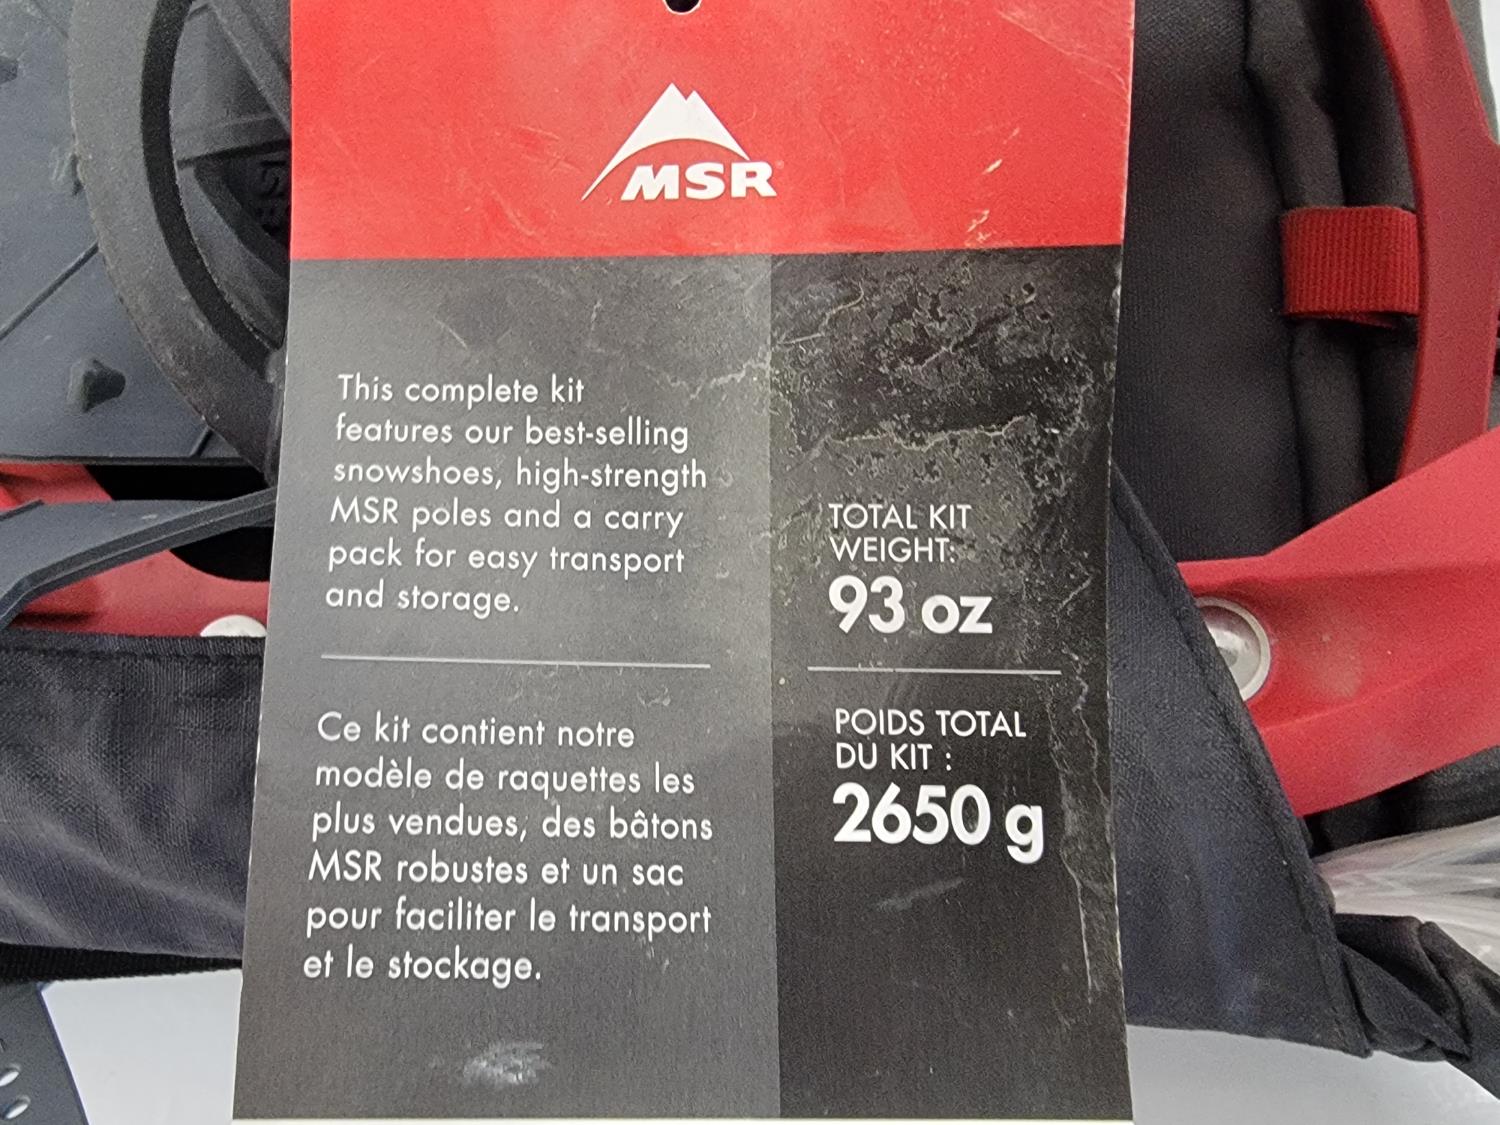 MSR
This complete kit
features our best-selling
snowshoes, high-strength
MSR poles and a carry
pack for easy transport
and storage.
Ce kit contient notre
modèle de raquettes les
plus vendues, des bâtons
MSR robustes et un sac
pour faciliter le transport
et le stockage.
TOTAL KIT
WEIGHT:
93 oz
POIDS TOTAL
DU KIT :
2650 g